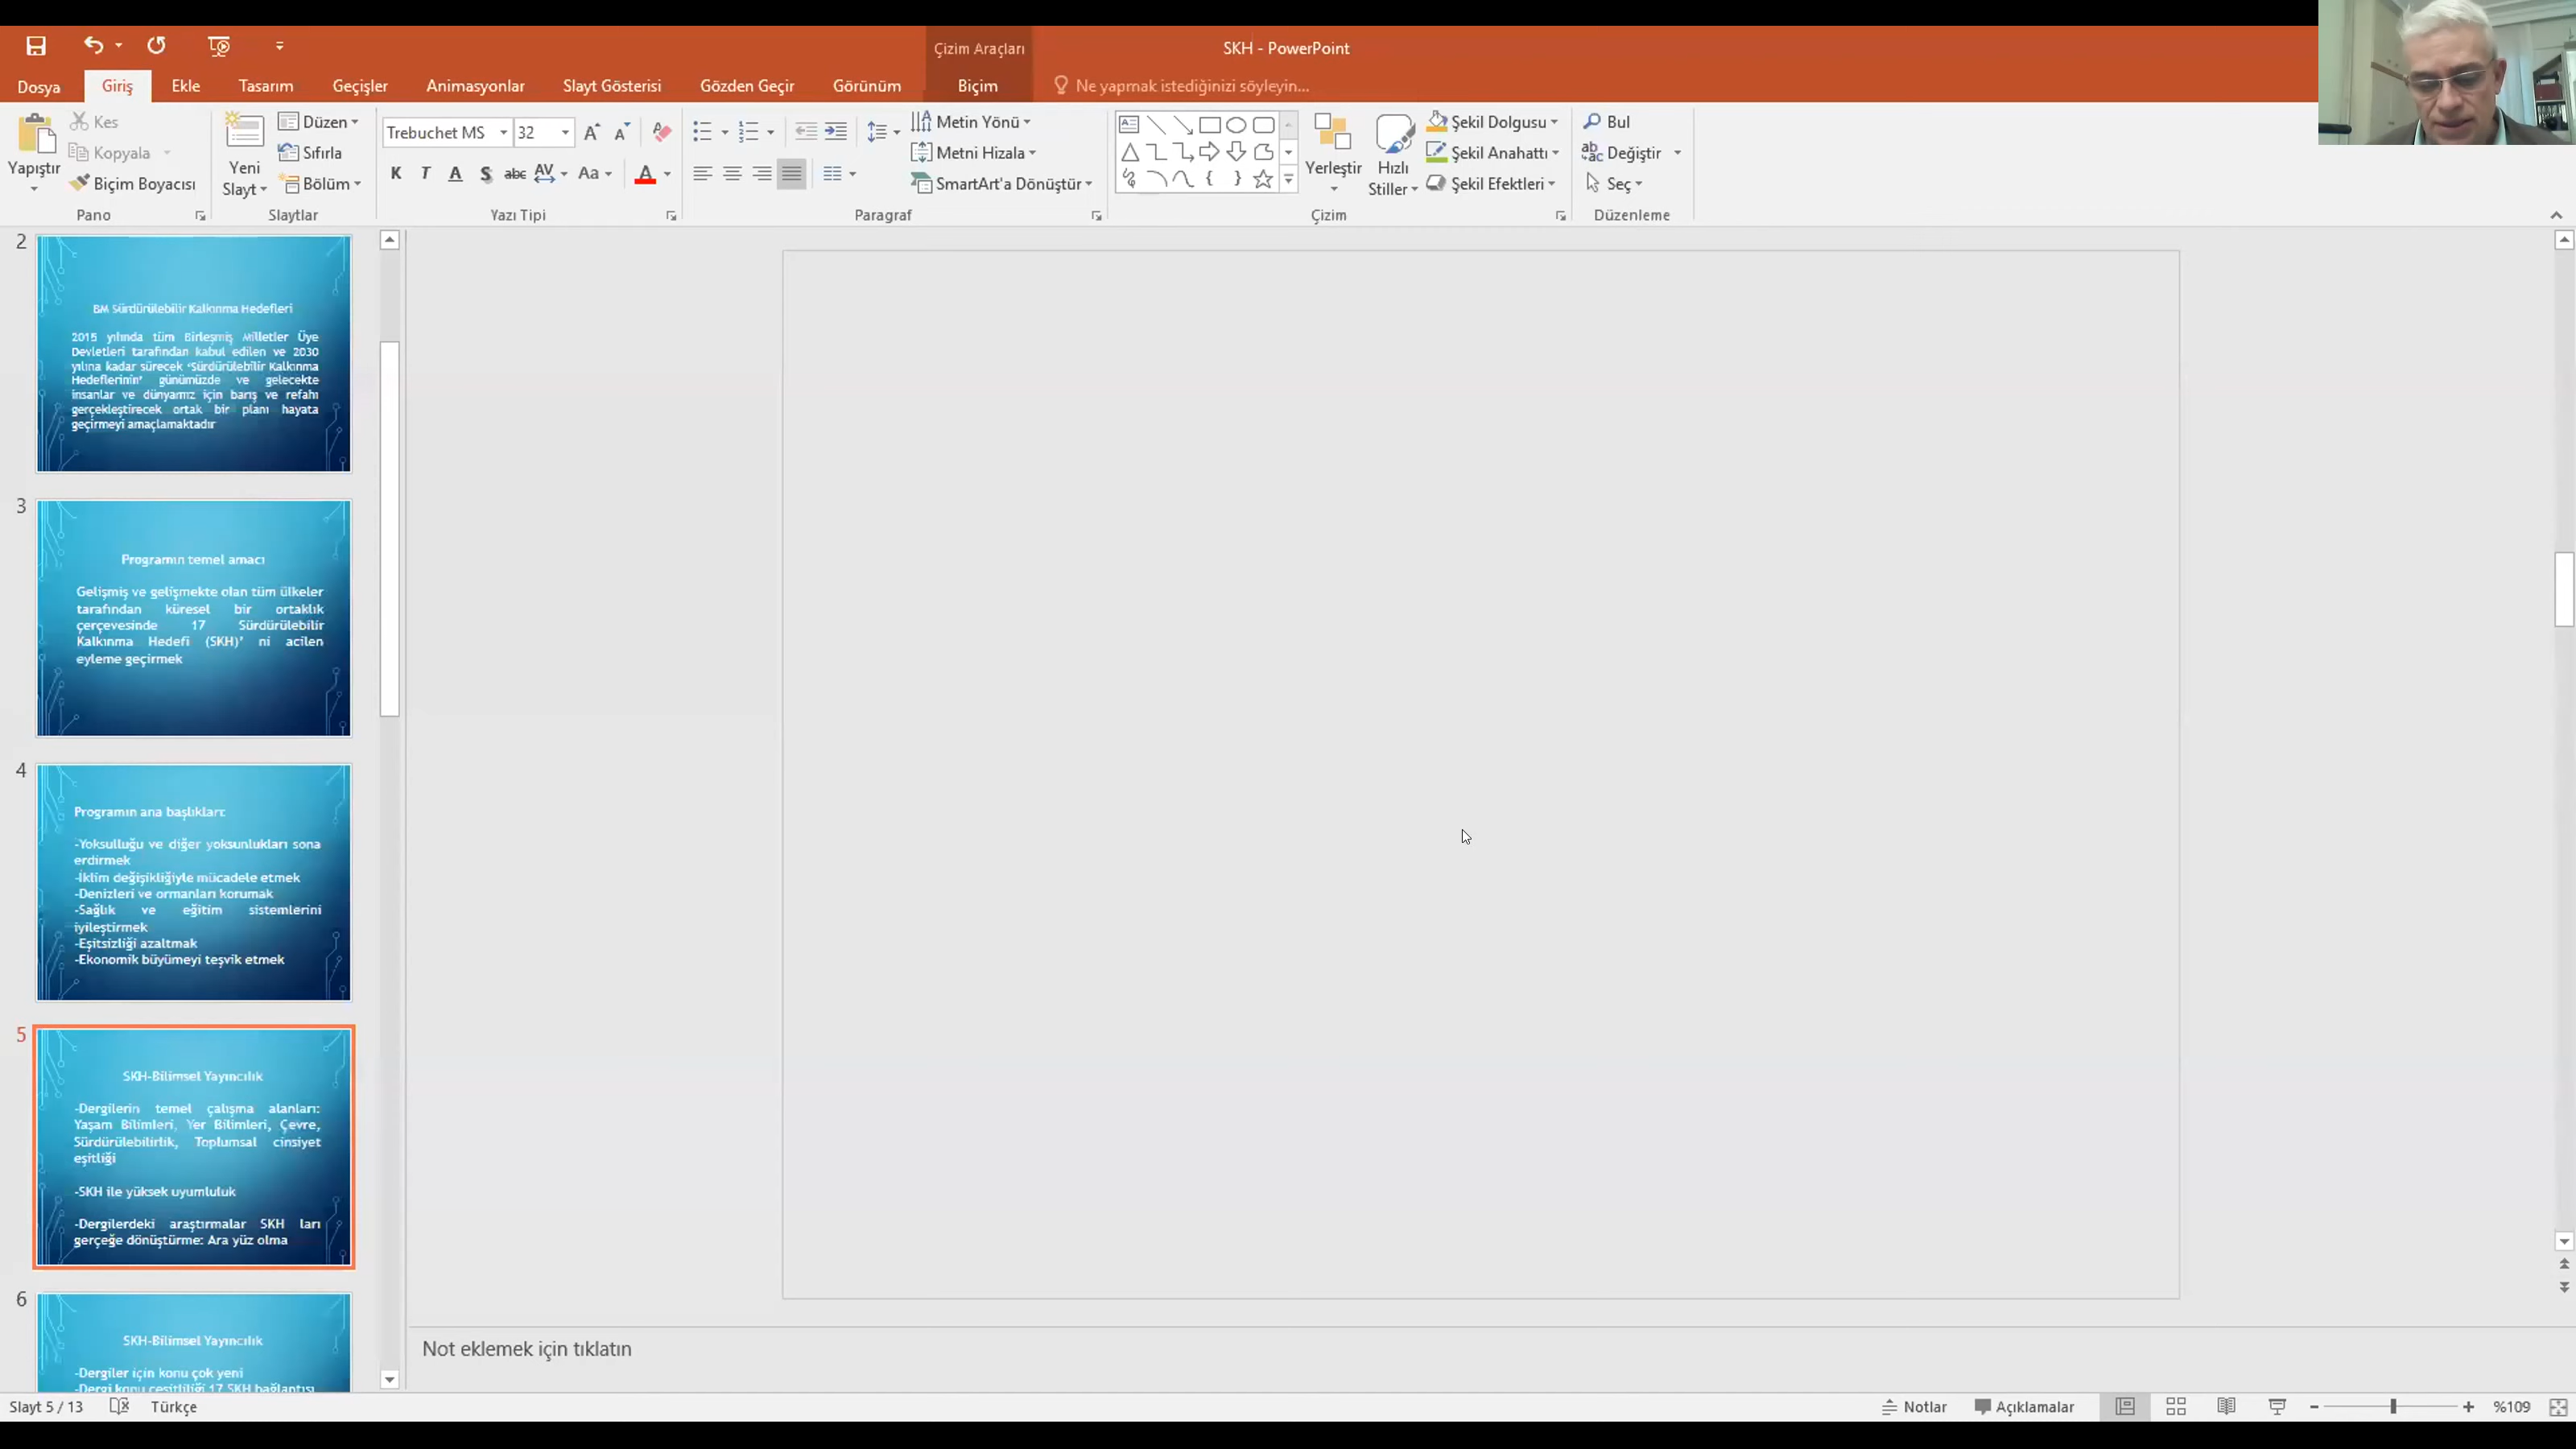 Çizim Araçları
SKH - PowerPoint
Dosya
Giriş
Ekle
Tasarım
Geçişler
Animasyonlar
Slayt Gösterisi
Gözden Geçir
Görünüm
Biçim
Ne yapmak istediğinizi söyleyin...
Yapıştır
Kes
Kopyala
Biçim Boyacısı
Pano
Yeni
Slayt
Düzen
Sıfırla
Bölüm
Slaytlar
Trebuchet MS
32
K T A S abc AV Aa A
Yazı Tipi
Metin Yönü
Metni Hizala
SmartArt'a Dönüştür
Paragraf
Yerleştir
Hızlı
Stiller
Şekil Dolgusu
Şekil Anahattı
Şekil Efektleri
Çizim
Bul
Değiştir
Seç
Düzenleme
2
BM Sürdürülebilir Kalkınma Hedefleri
2015 yılında tüm Birleşmiş Milletler Üye
Devletleri tarafından kabul edilen ve 2030
yılına kadar sürecek ‘Sürdürülebilir Kalkınma
Hedeflerinin’ günümüzde ve gelecekte
insanlar ve dünyamız için barış ve refahı
gerçekleştirecek ortak bir planı hayata
geçirmeyi amaçlamaktadır
3
Programın temel amacı
Gelişmiş ve gelişmekte olan tüm ülkeler
tarafından küresel bir ortaklık
çerçevesinde 17 Sürdürülebilir
Kalkınma Hedefi (SKH)’ ni acilen
eyleme geçirmek
4
Programın ana başlıkları:
-Yoksulluğu ve diğer yoksunlukları sona
erdirmek
-İklim değişikliğiyle mücadele etmek
-Denizleri ve ormanları korumak
-Sağlık ve eğitim sistemlerini
iyileştirmek
-Eşitsizliği azaltmak
-Ekonomik büyümeyi teşvik etmek
5
SKH-Bilimsel Yayıncılık
-Dergilerin temel çalışma alanları:
Yaşam Bilimleri, Yer Bilimleri, Çevre,
Sürdürülebilirlik, Toplumsal cinsiyet
eşitliği
-SKH ile yüksek uyumluluk
-Dergilerdeki araştırmalar SKH ları
gerçeğe dönüştürme: Ara yüz olma
6
SKH-Bilimsel Yayıncılık
-Dergiler için konu çok yeni
-Dergi konu çeşitliliği 17 SKH bağlantısı
Not eklemek için tıklatın
Slayt 5 / 13
Türkçe
Notlar
Açıklamalar
%109